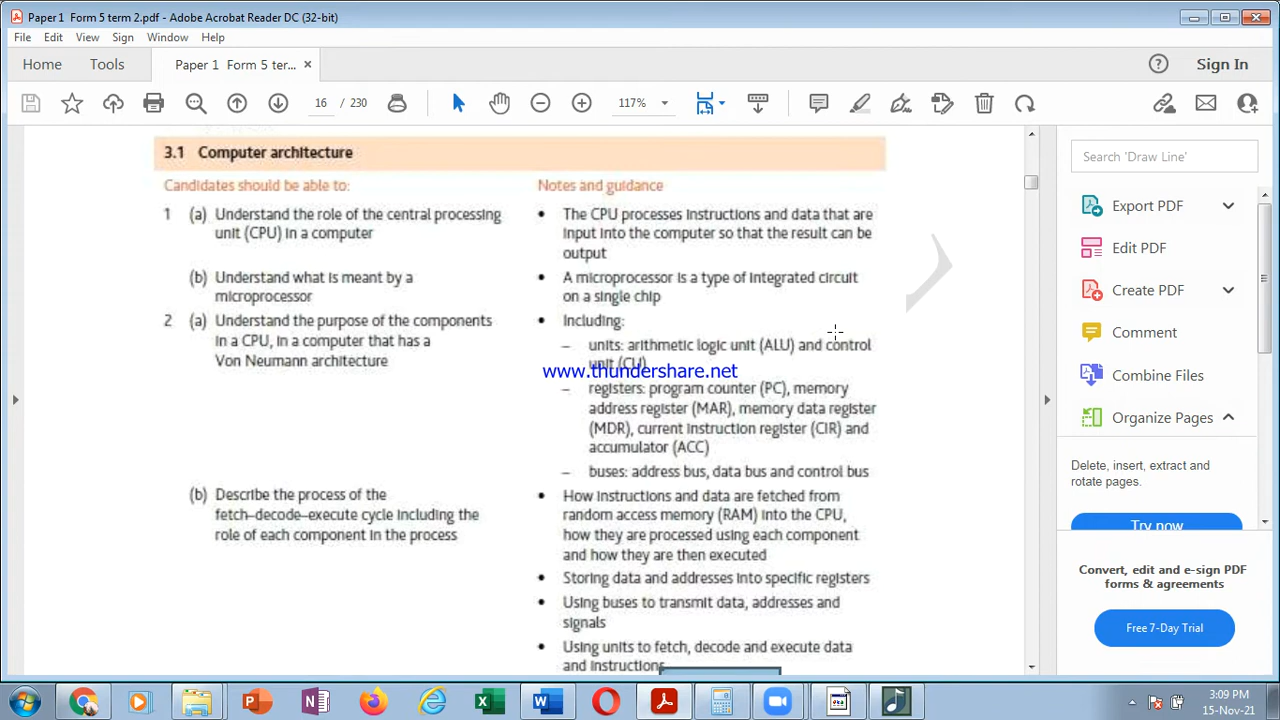 Paper 1 Form 5 term 2.pdf - Adobe Acrobat Reader DC (32-bit)
File Edit View Sign Window Help
Home Tools Paper 1 Form 5 ter... × Sign In
16 / 230 117%
3.1 Computer architecture
Candidates should be able to: Notes and guidance
1 (a) Understand the role of the central processing
unit (CPU) in a computer
• The CPU processes instructions and data that are
input into the computer so that the result can be
output
(b) Understand what is meant by a
microprocessor
• A microprocessor is a type of integrated circuit
on a single chip
2 (a) Understand the purpose of the components
in a CPU, in a computer that has a
Von Neumann architecture
• Including:
– units: arithmetic logic unit (ALU) and control
unit (CU)
www.thundershare.net
– registers: program counter (PC), memory
address register (MAR), memory data register
(MDR), current instruction register (CIR) and
accumulator (ACC)
– buses: address bus, data bus and control bus
(b) Describe the process of the
fetch–decode–execute cycle including the
role of each component in the process
• How instructions and data are fetched from
random access memory (RAM) into the CPU,
how they are processed using each component
and how they are then executed
• Storing data and addresses into specific registers
• Using buses to transmit data, addresses and
signals
• Using units to fetch, decode and execute data
and instructions
Search 'Draw Line'
Export PDF
Edit PDF
Create PDF
Comment
Combine Files
Organize Pages
Delete, insert, extract and
rotate pages.
Try now
Convert, edit and e-sign PDF
forms & agreements
Free 7-Day Trial
3:09 PM
15-Nov-21